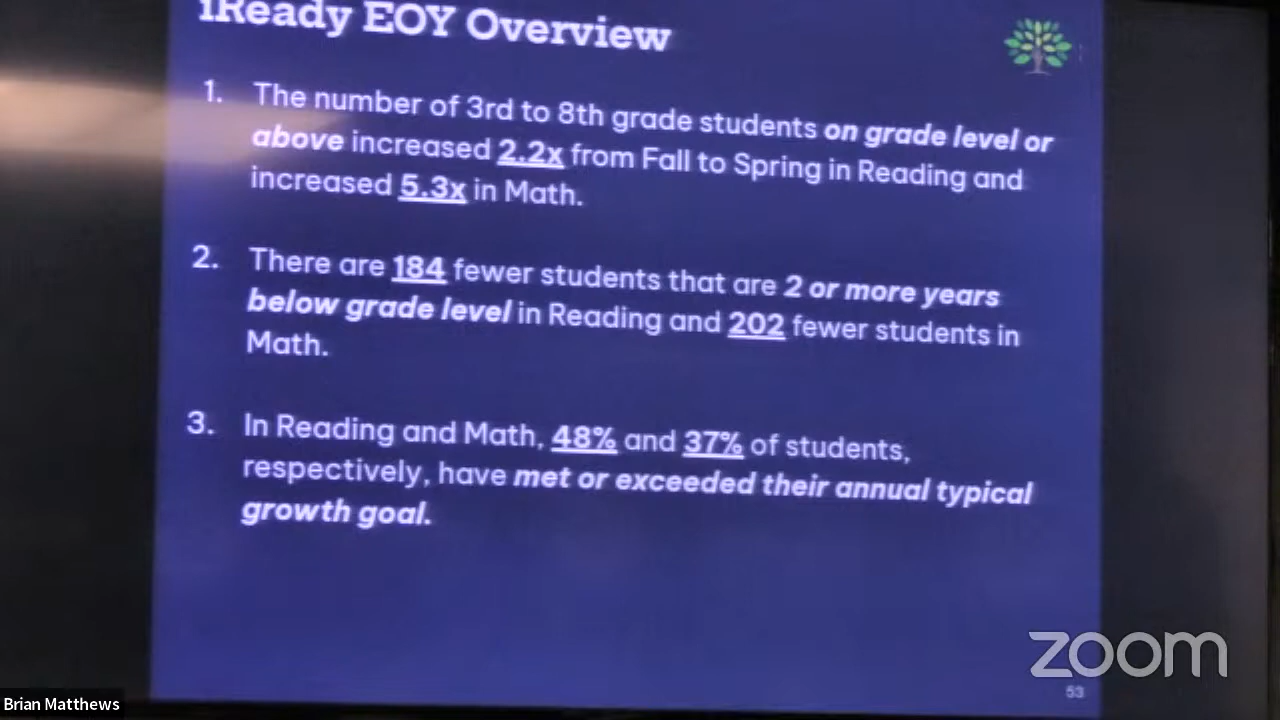 iReady EOY Overview
1. The number of 3rd to 8th grade students on grade level or
above increased 2.2x from Fall to Spring in Reading and
increased 5.3x in Math.
2. There are 184 fewer students that are 2 or more years
below grade level in Reading and 202 fewer students in
Math.
3. In Reading and Math, 48% and 37% of students,
respectively, have met or exceeded their annual typical
growth goal.
zoom
53
Brian Matthews